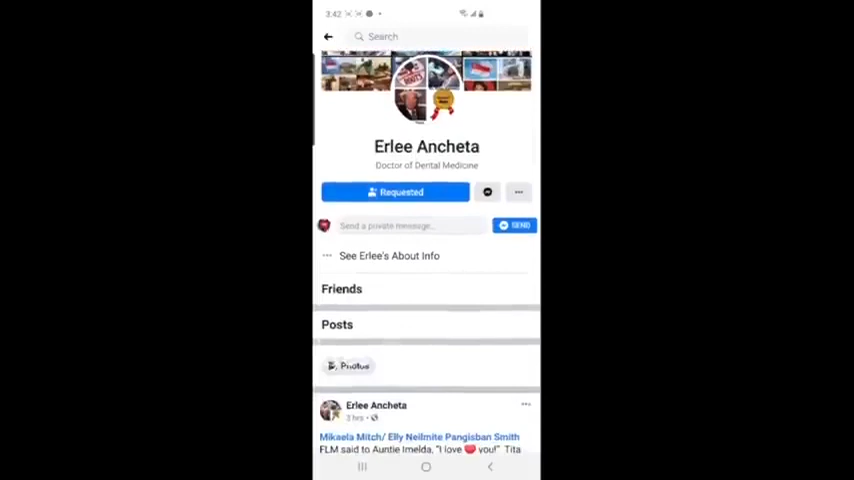 3:42
Search
Erlee Ancheta
Doctor of Dental Medicine
Requested
Send a private message...
SEND
See Erlee's About Info
Friends
Posts
Photos
Erlee Ancheta
3 hrs
Mikaela Mitch/ Elly Neilmite Pangisban Smith
FLM said to Auntie Imelda, "I love ❤️ you!" Tita